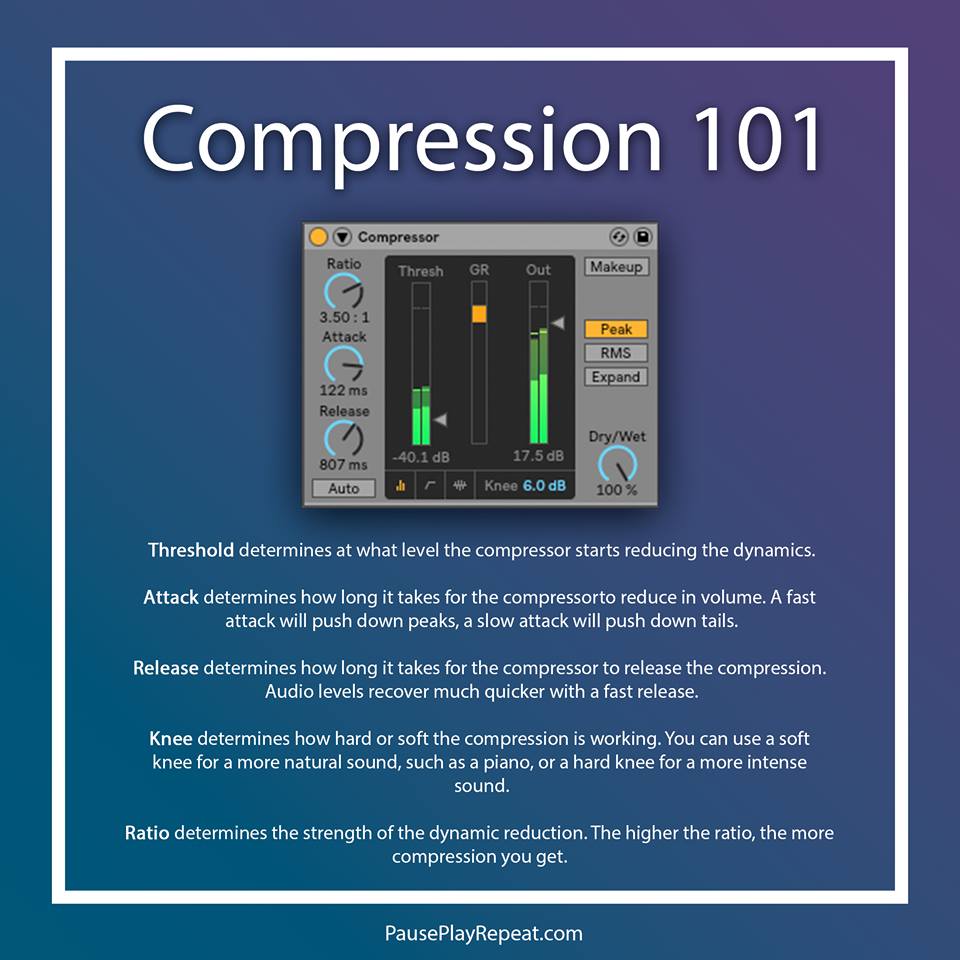 Compression 101
Compressor
Ratio
3.50 : 1
Attack
122 ms
Release
807 ms
Auto
Thresh
GR
Out
-40.1 dB
17.5 dB
Knee 6.0 dB
Makeup
Peak
RMS
Expand
Dry/Wet
100 %
Threshold determines at what level the compressor starts reducing the dynamics.
Attack determines how long it takes for the compressorto reduce in volume. A fast
attack will push down peaks, a slow attack will push down tails.
Release determines how long it takes for the compressor to release the compression.
Audio levels recover much quicker with a fast release.
Knee determines how hard or soft the compression is working. You can use a soft
knee for a more natural sound, such as a piano, or a hard knee for a more intense
sound.
Ratio determines the strength of the dynamic reduction. The higher the ratio, the more
compression you get.
PausePlayRepeat.com